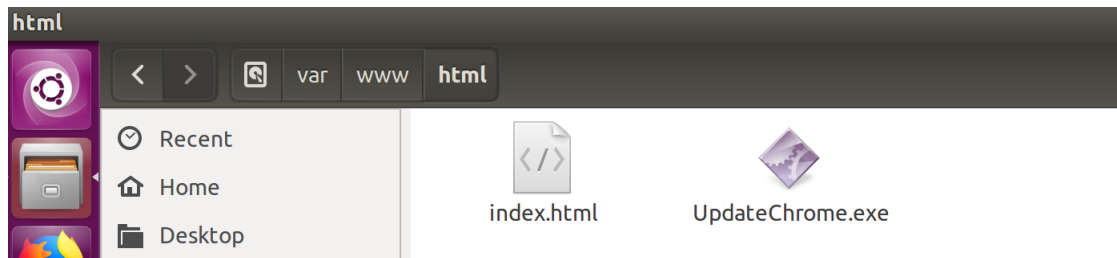 html
var www html
Recent
Home
Desktop
index.html UpdateChrome.exe